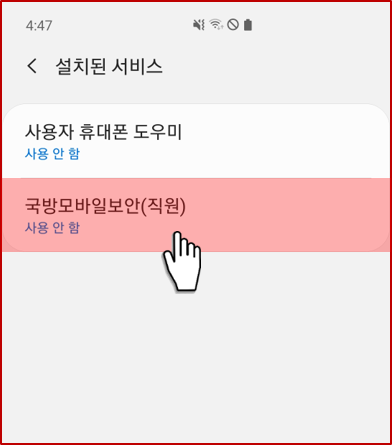 4:47
설치된 서비스
사용자 휴대폰 도우미
사용 안 함
국방모바일보안(직원)
사용 안 함